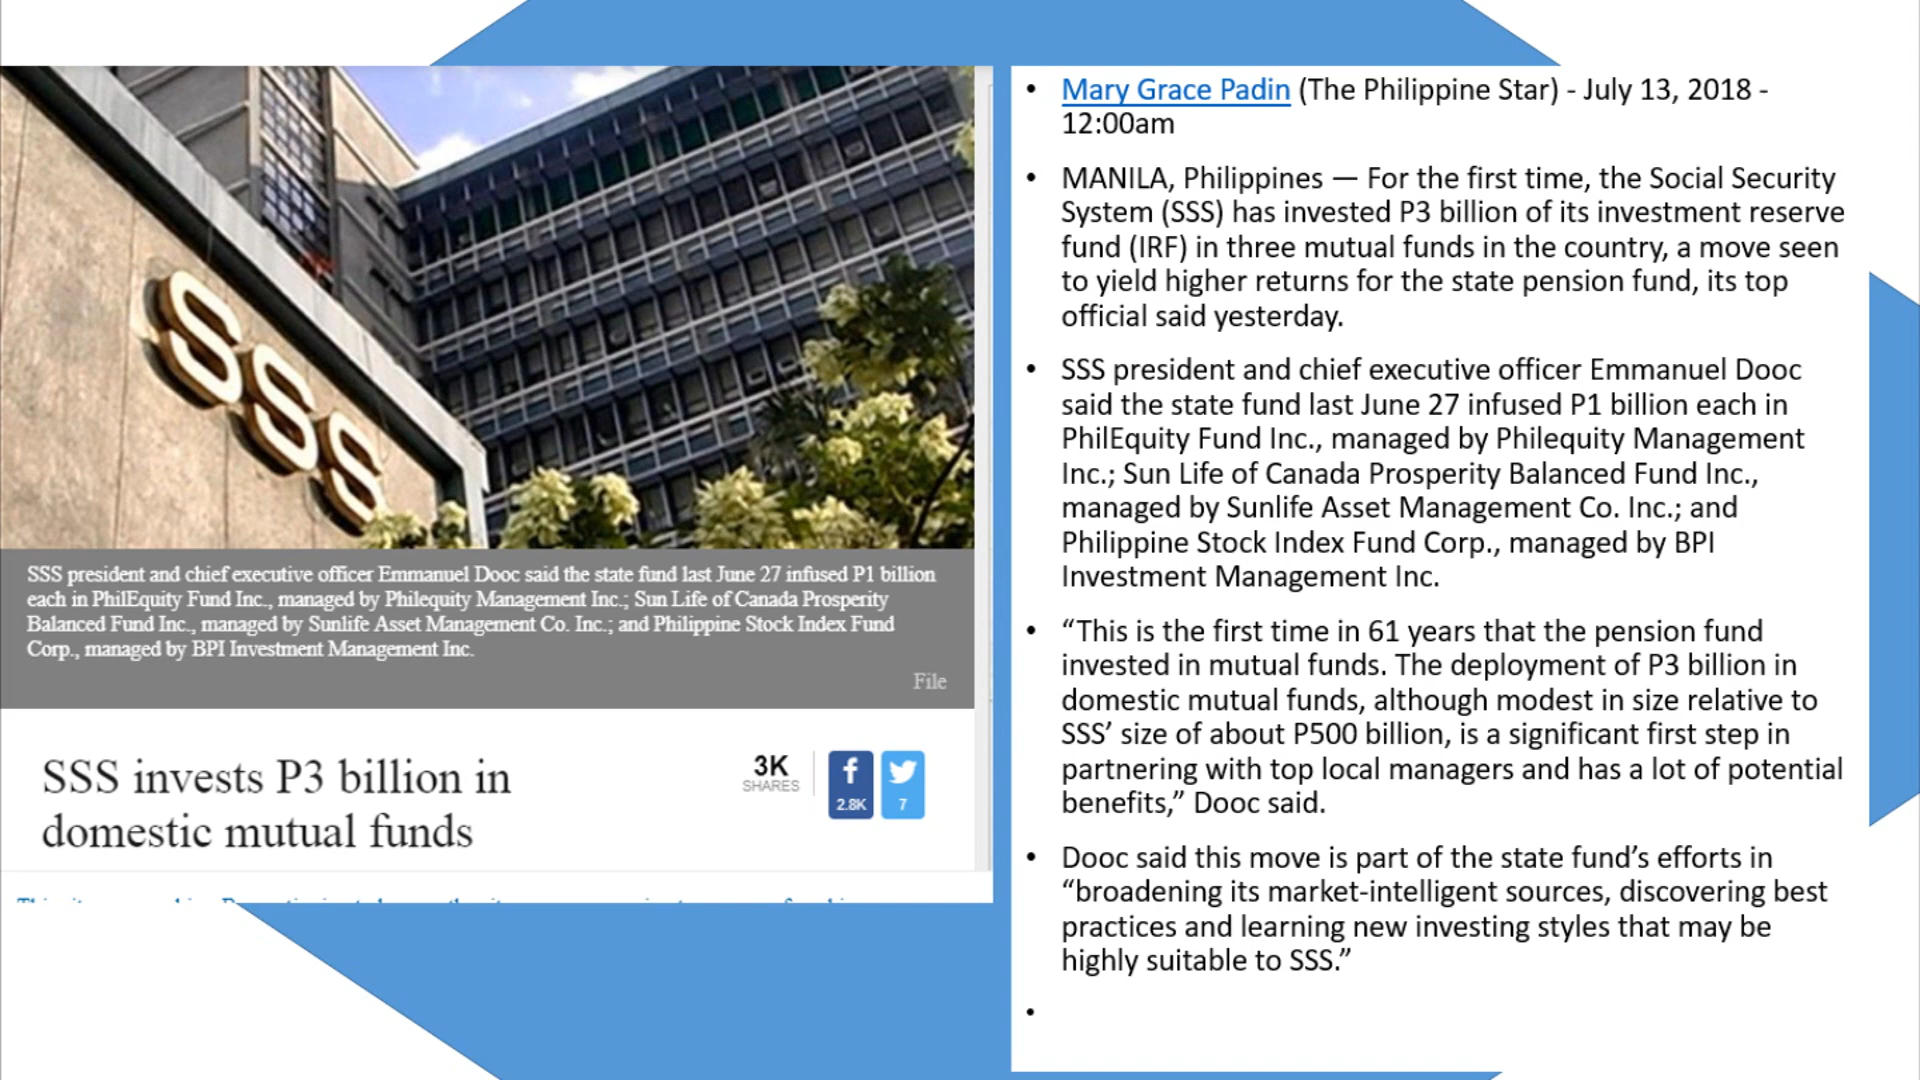 SSS
SSS president and chief executive officer Emmanuel Dooc said the state fund last June 27 infused P1 billion
each in PhilEquity Fund Inc., managed by Philequity Management Inc.; Sun Life of Canada Prosperity
Balanced Fund Inc., managed by Sunlife Asset Management Co. Inc.; and Philippine Stock Index Fund
Corp., managed by BPI Investment Management Inc.
File
SSS invests P3 billion in
domestic mutual funds
3K
SHARES
f
2.8K
7
• Mary Grace Padin (The Philippine Star) - July 13, 2018 -
12:00am
• MANILA, Philippines — For the first time, the Social Security
System (SSS) has invested P3 billion of its investment reserve
fund (IRF) in three mutual funds in the country, a move seen
to yield higher returns for the state pension fund, its top
official said yesterday.
• SSS president and chief executive officer Emmanuel Dooc
said the state fund last June 27 infused P1 billion each in
PhilEquity Fund Inc., managed by Philequity Management
Inc.; Sun Life of Canada Prosperity Balanced Fund Inc.,
managed by Sunlife Asset Management Co. Inc.; and
Philippine Stock Index Fund Corp., managed by BPI
Investment Management Inc.
• “This is the first time in 61 years that the pension fund
invested in mutual funds. The deployment of P3 billion in
domestic mutual funds, although modest in size relative to
SSS’ size of about P500 billion, is a significant first step in
partnering with top local managers and has a lot of potential
benefits,” Dooc said.
• Dooc said this move is part of the state fund’s efforts in
“broadening its market-intelligent sources, discovering best
practices and learning new investing styles that may be
highly suitable to SSS.”
•